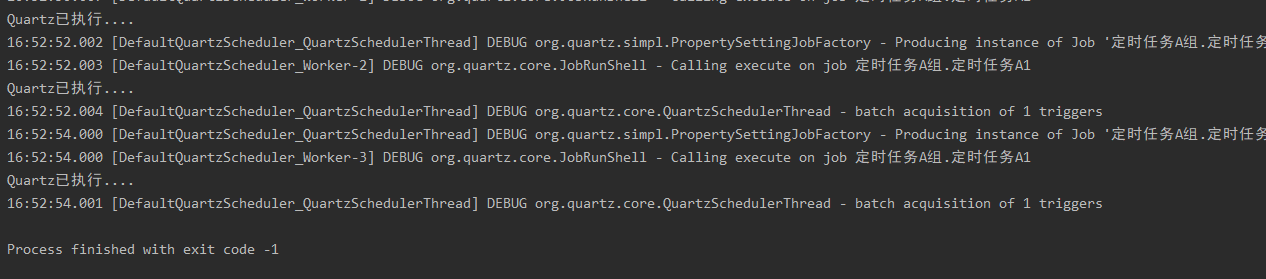 Quartz已执行....
16:52:52.002 [DefaultQuartzScheduler_QuartzSchedulerThread] DEBUG org.quartz.simpl.PropertySettingJobFactory - Producing instance of Job '定时任务A组.定时任务
16:52:52.003 [DefaultQuartzScheduler_Worker-2] DEBUG org.quartz.core.JobRunShell - Calling execute on job 定时任务A组.定时任务A1
Quartz已执行....
16:52:52.004 [DefaultQuartzScheduler_QuartzSchedulerThread] DEBUG org.quartz.core.QuartzSchedulerThread - batch acquisition of 1 triggers
16:52:54.000 [DefaultQuartzScheduler_QuartzSchedulerThread] DEBUG org.quartz.simpl.PropertySettingJobFactory - Producing instance of Job '定时任务A组.定时任务
16:52:54.000 [DefaultQuartzScheduler_Worker-3] DEBUG org.quartz.core.JobRunShell - Calling execute on job 定时任务A组.定时任务A1
Quartz已执行....
16:52:54.001 [DefaultQuartzScheduler_QuartzSchedulerThread] DEBUG org.quartz.core.QuartzSchedulerThread - batch acquisition of 1 triggers
Process finished with exit code -1